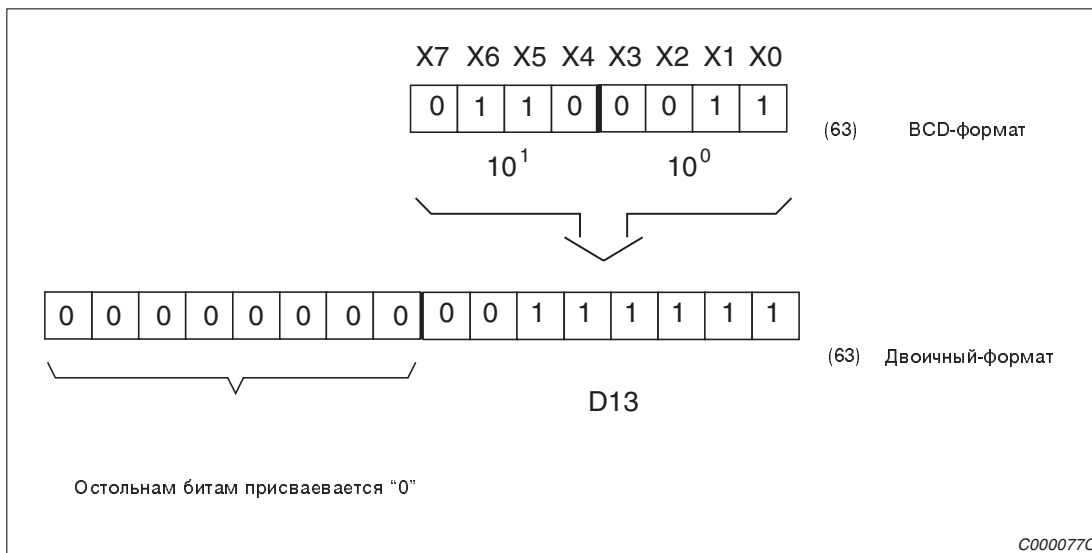 X7 X6 X5 X4 X3 X2 X1 X0
0 1 1 0 0 0 1 1
(63) BCD-формат
10¹ 10⁰
0 0 0 0 0 0 0 0 0 0 1 1 1 1 1 1
(63) Двоичный-формат
D13
Остольнам битам присваевается “0”
C000077C